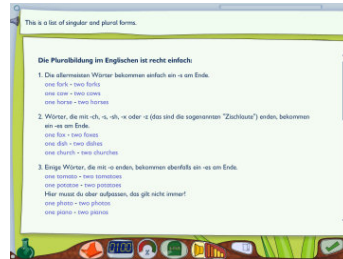 This is a list of singular and plural forms.
Die Pluralbildung im Englischen ist recht einfach:
1. Die allermeisten Wörter bekommen einfach ein -s am Ende.
one fork - two forks
one cow - two cows
one horse - two horses
2. Wörter, die mit -ch, -s, -sh, -x oder -z (das sind die sogenannten "Zischlaute") enden, bekommen
ein -es am Ende.
one fox - two foxes
one dish - two dishes
one church - two churches
3. Einige Wörter, die mit -o enden, bekommen ebenfalls ein -es am Ende.
one tomato - two tomatoes
one potatoe - two potatoes
Hier musst du aber aufpassen, das gilt nicht immer!
one photo - two photos
one piano - two pianos
0100